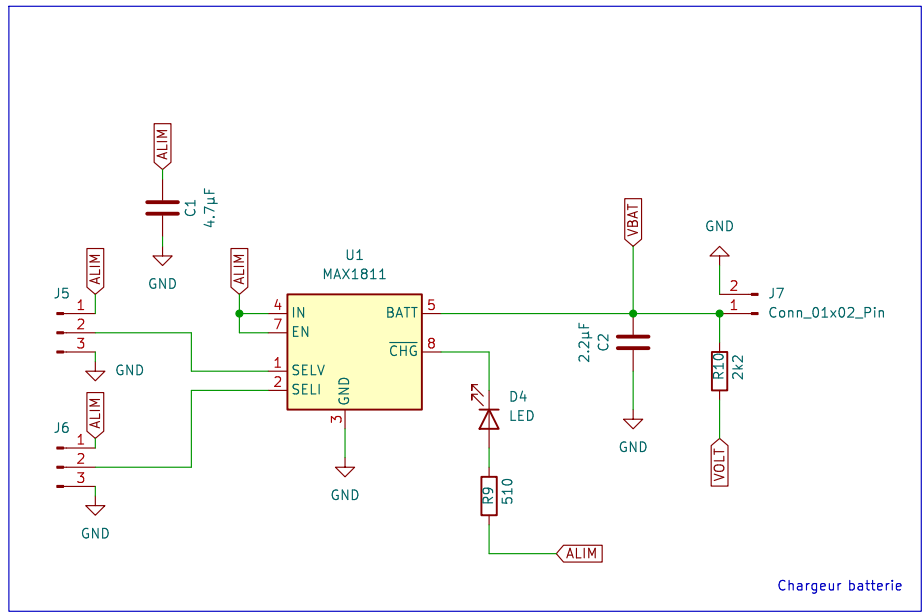 ALIM
C1
4.7µF
GND
VBAT
GND
ALIM
ALIM
U1
MAX1811
J5
1
2
3
GND
4
IN
7
EN
1
SELV
2
SELI
GND
3
BATT
5
CHG
8
GND
2.2µF
C2
GND
2
1
J7
Conn_01x02_Pin
R10
2k2
VOLT
ALIM
J6
1
2
3
GND
D4
LED
R9
510
ALIM
Chargeur batterie